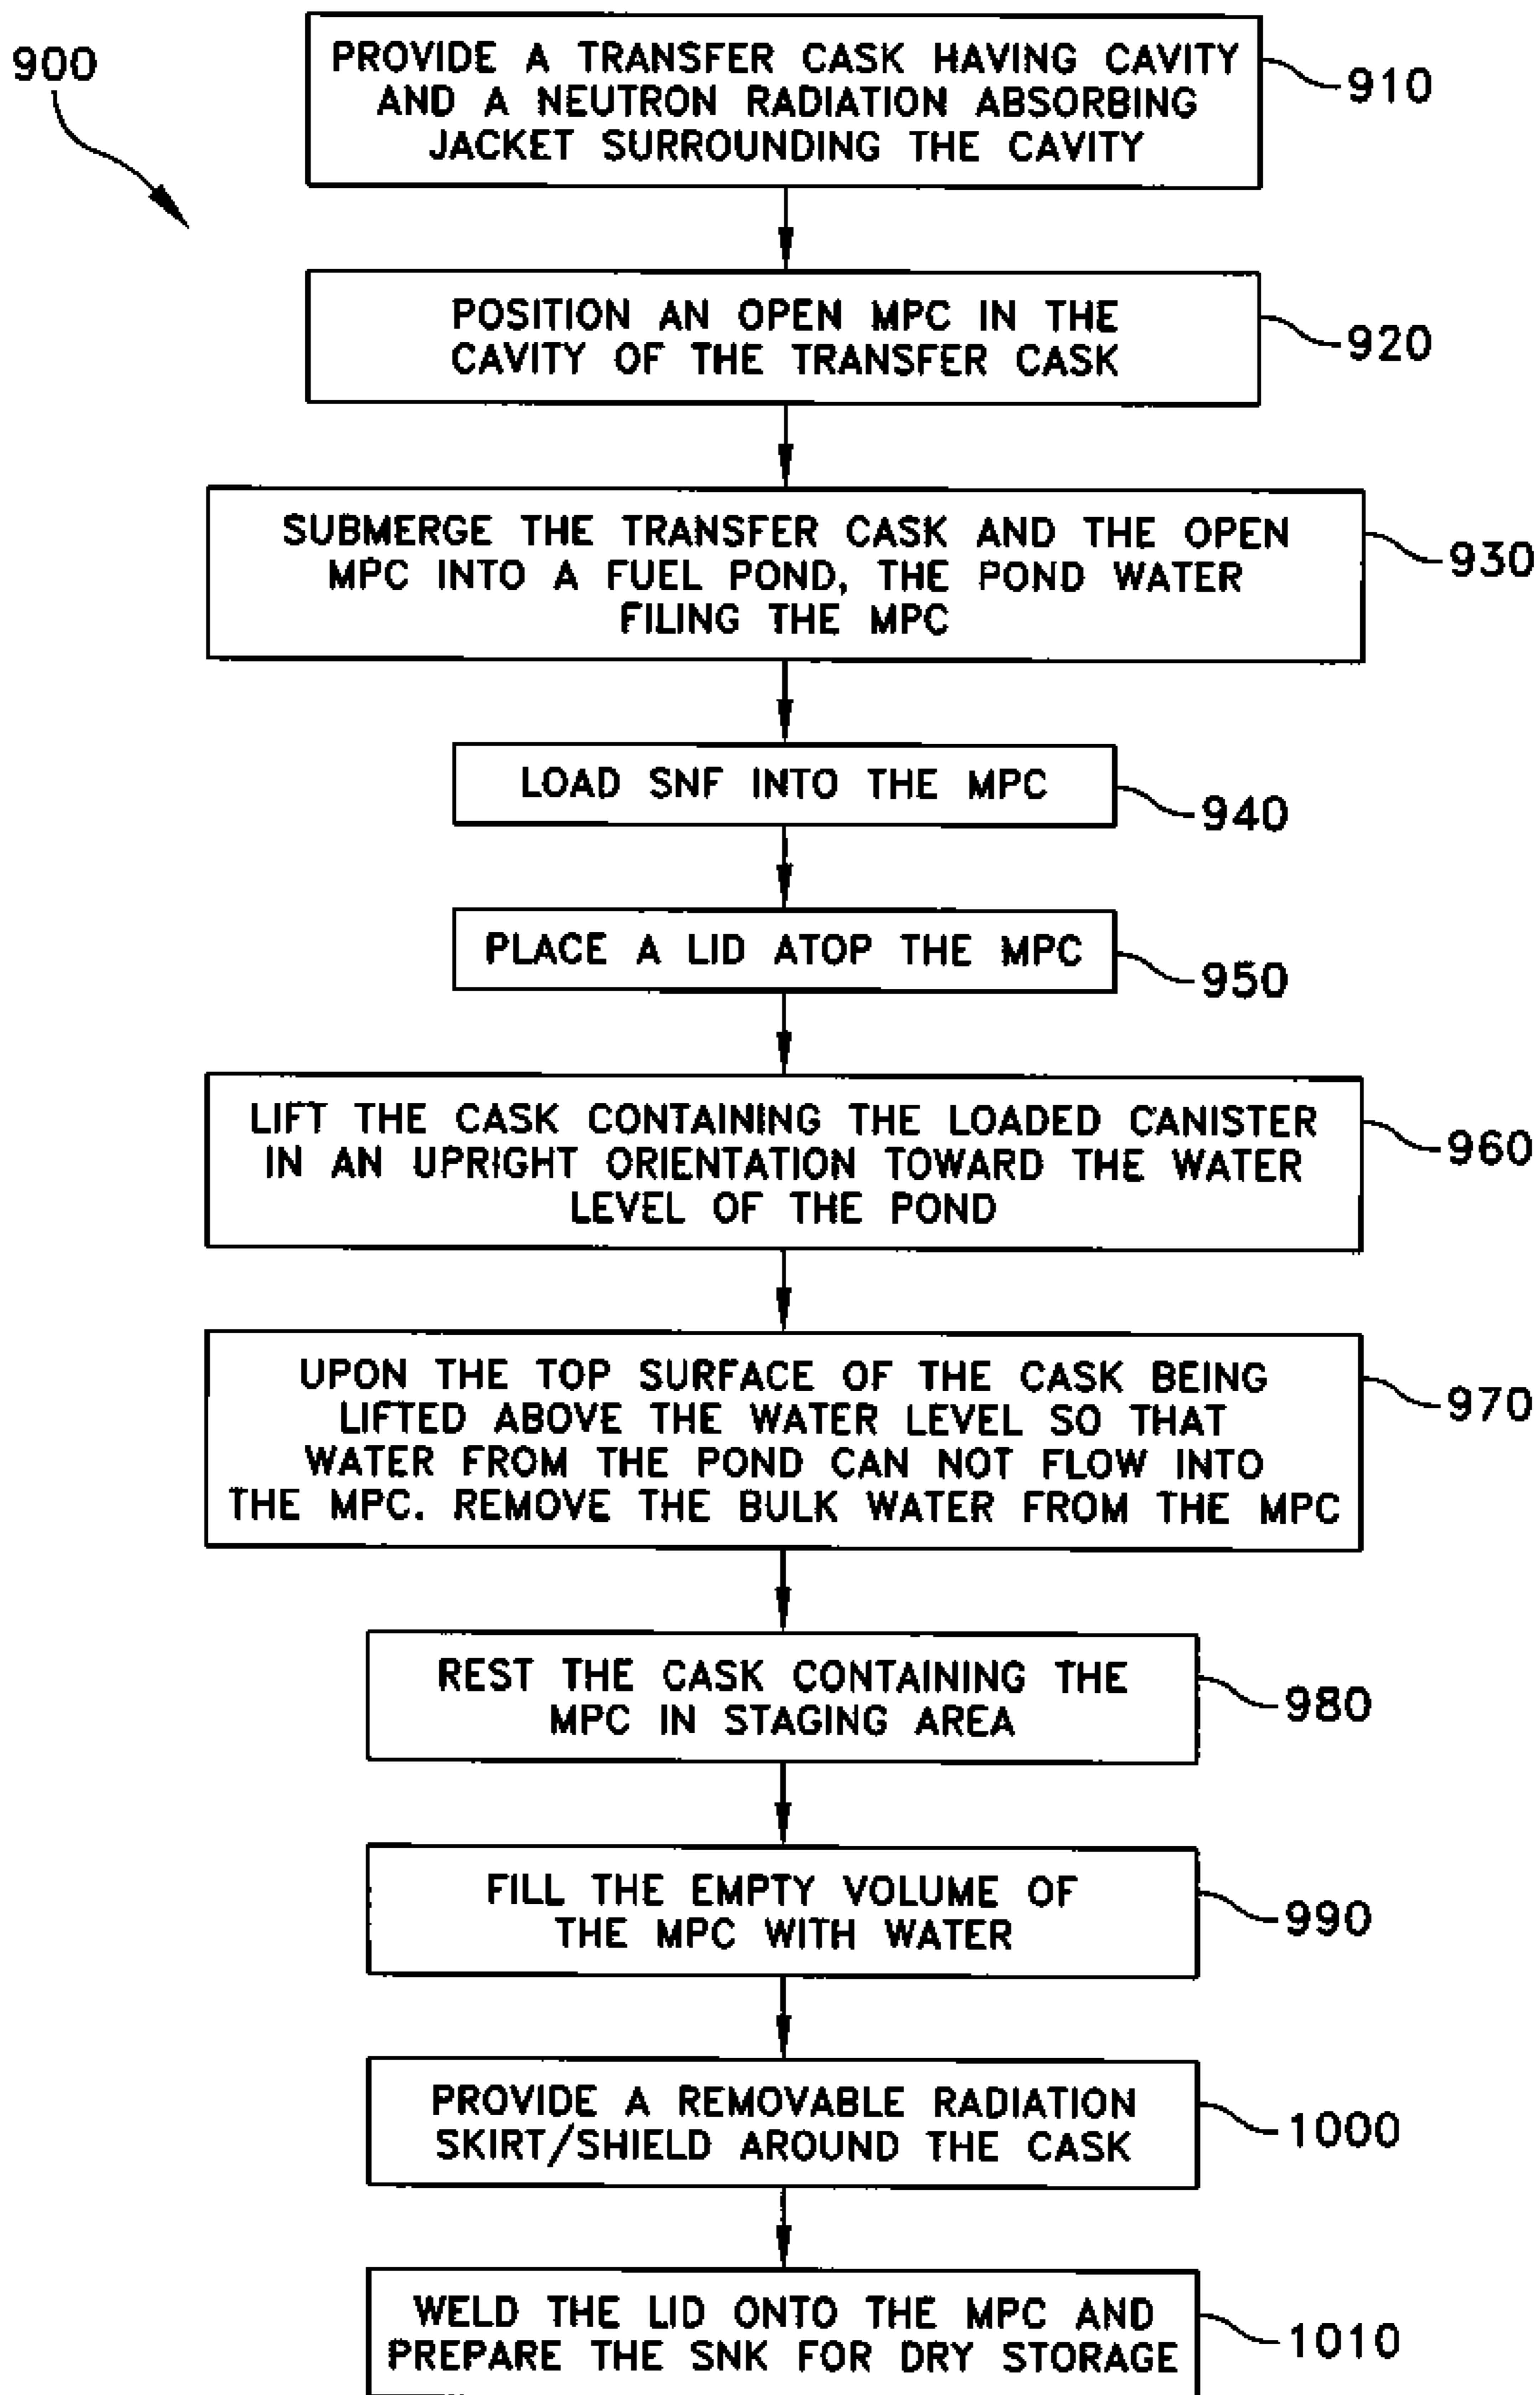 900
PROVIDE A TRANSFER CASK HAVING CAVITY
AND A NEUTRON RADIATION ABSORBING
JACKET SURROUNDING THE CAVITY
910
POSITION AN OPEN MPC IN THE
CAVITY OF THE TRANSFER CASK
920
SUBMERGE THE TRANSFER CASK AND THE OPEN
MPC INTO A FUEL POND, THE POND WATER
FILING THE MPC
930
LOAD SNF INTO THE MPC
940
PLACE A LID ATOP THE MPC
950
LIFT THE CASK CONTAINING THE LOADED CANISTER
IN AN UPRIGHT ORIENTATION TOWARD THE WATER
LEVEL OF THE POND
960
UPON THE TOP SURFACE OF THE CASK BEING
LIFTED ABOVE THE WATER LEVEL SO THAT
WATER FROM THE POND CAN NOT FLOW INTO
THE MPC. REMOVE THE BULK WATER FROM THE MPC
970
REST THE CASK CONTAINING THE
MPC IN STAGING AREA
980
FILL THE EMPTY VOLUME OF
THE MPC WITH WATER
990
PROVIDE A REMOVABLE RADIATION
SKIRT/SHIELD AROUND THE CASK
1000
WELD THE LID ONTO THE MPC AND
PREPARE THE SNK FOR DRY STORAGE
1010